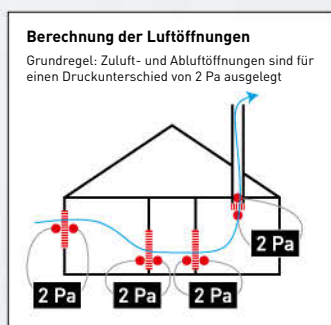 Berechnung der Luftöffnungen
Grundregel: Zuluft- und Abluftöffnungen sind für
einen Druckunterschied von 2 Pa ausgelegt
2 Pa
2 Pa
2 Pa
2 Pa